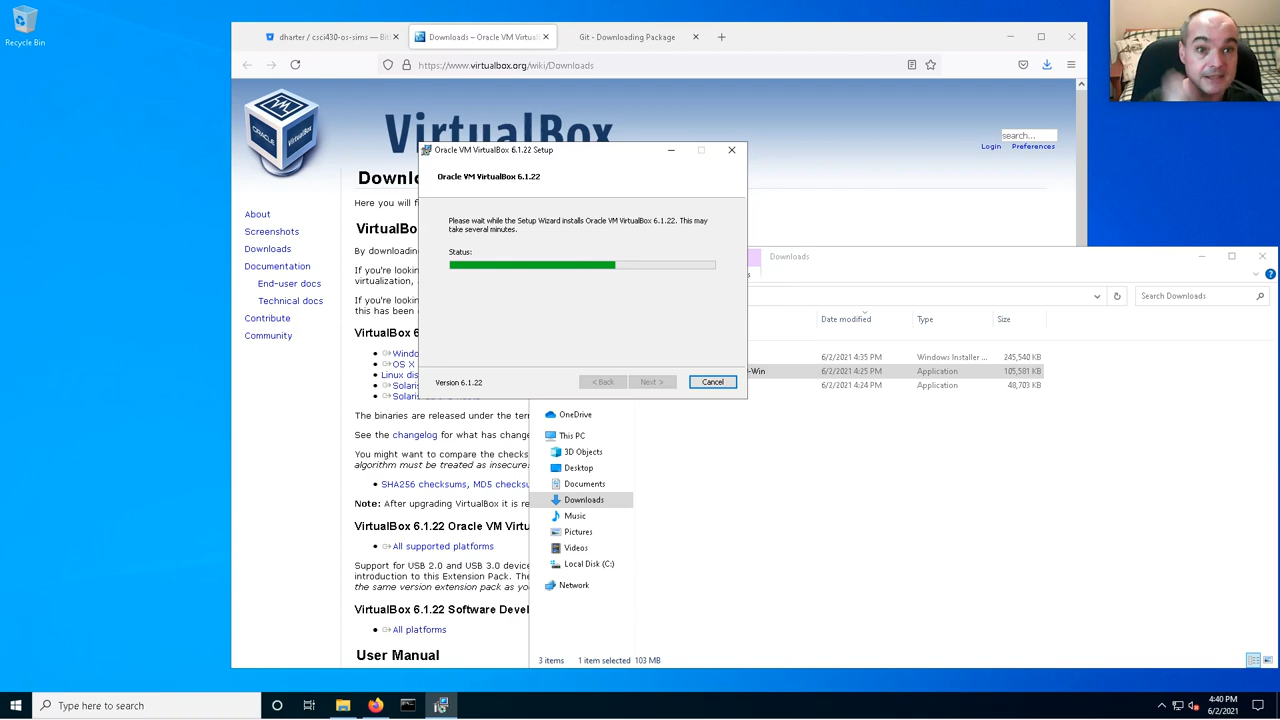 Recycle Bin
dharter / csci430-os-sims — Bi
Downloads – Oracle VM Virtua
Git - Downloading Package
https://www.virtualbox.org/wiki/Downloads
VirtualBox
search...
Login Preferences
About
Screenshots
Downloads
Documentation
End-user docs
Technical docs
Contribute
Community
Downl
Here you will f
VirtualBo
By downloading
If you're lookin
virtualization,
If you're lookin
this has been
VirtualBox 6
Windo
OS X
Linux dis
Solaris
Solaris
The binaries are released under the term
See the changelog for what has change
You might want to compare the checks
algorithm must be treated as insecure!
SHA256 checksums, MD5 checksu
Note: After upgrading VirtualBox it is re
VirtualBox 6.1.22 Oracle VM Virtu
All supported platforms
Support for USB 2.0 and USB 3.0 device
introduction to this Extension Pack. The
the same version extension pack as you
VirtualBox 6.1.22 Software Devel
All platforms
User Manual
Oracle VM VirtualBox 6.1.22 Setup
Oracle VM VirtualBox 6.1.22
Please wait while the Setup Wizard installs Oracle VM VirtualBox 6.1.22. This may
take several minutes.
Status:
Version 6.1.22
< Back Next > Cancel
Downloads
Search Downloads
Date modified Type Size
6/2/2021 4:35 PM Windows Installer ... 245,540 KB
-Win 6/2/2021 4:25 PM Application 105,581 KB
6/2/2021 4:24 PM Application 48,703 KB
OneDrive
This PC
3D Objects
Desktop
Documents
Downloads
Music
Pictures
Videos
Local Disk (C:)
Network
3 items 1 item selected 103 MB
Type here to search
4:40 PM
6/2/2021